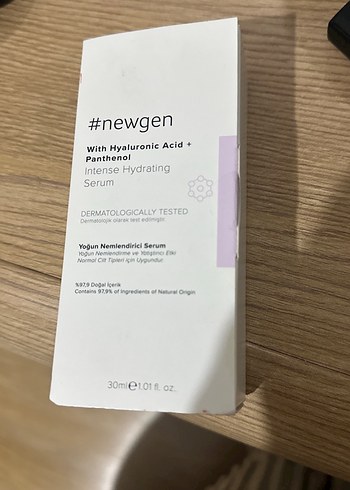 #newgen
With Hyaluronic Acid +
Panthenol
Intense Hydrating
Serum
DERMATOLOGICALLY TESTED
Dermatolojik olarak test edilmiştir.
Yoğun Nemlendirici Serum
Yoğun Nemlendirme ve Yatıştırıcı Etki
Normal Cilt Tipleri için Uygundur.
%97,9 Doğal İçerik
Contains 97,9% of Ingredients of Natural Origin
30ml℮1.01 fl. oz.